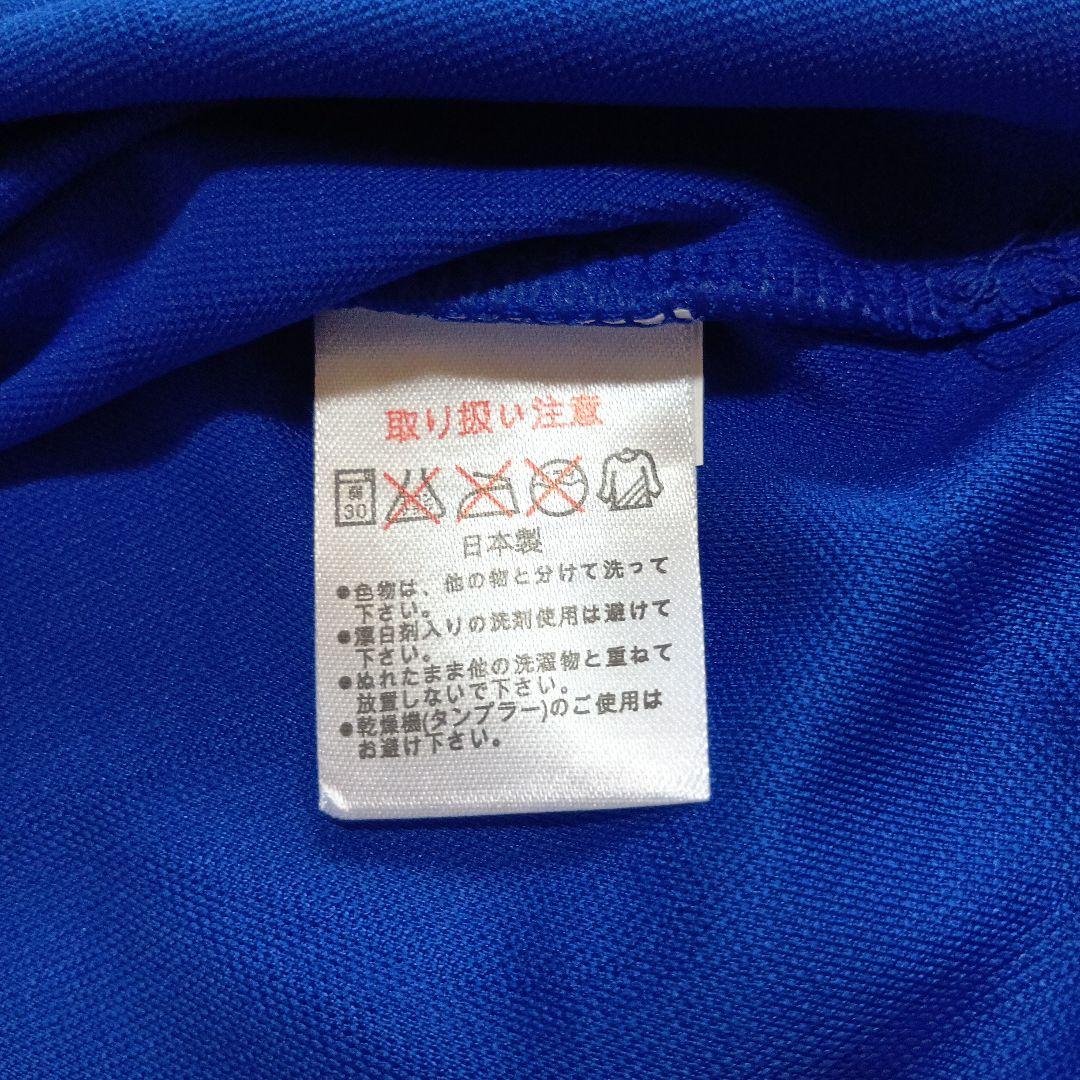 取り扱い注意
弱
30
日本製
●色物は、他の物と分けて洗って
下さい。
●漂白剤入りの洗剤使用は避けて
下さい。
●ぬれたまま他の洗濯物と重ねて
放置しないで下さい。
●乾燥機(タンブラー)のご使用は
お避け下さい。